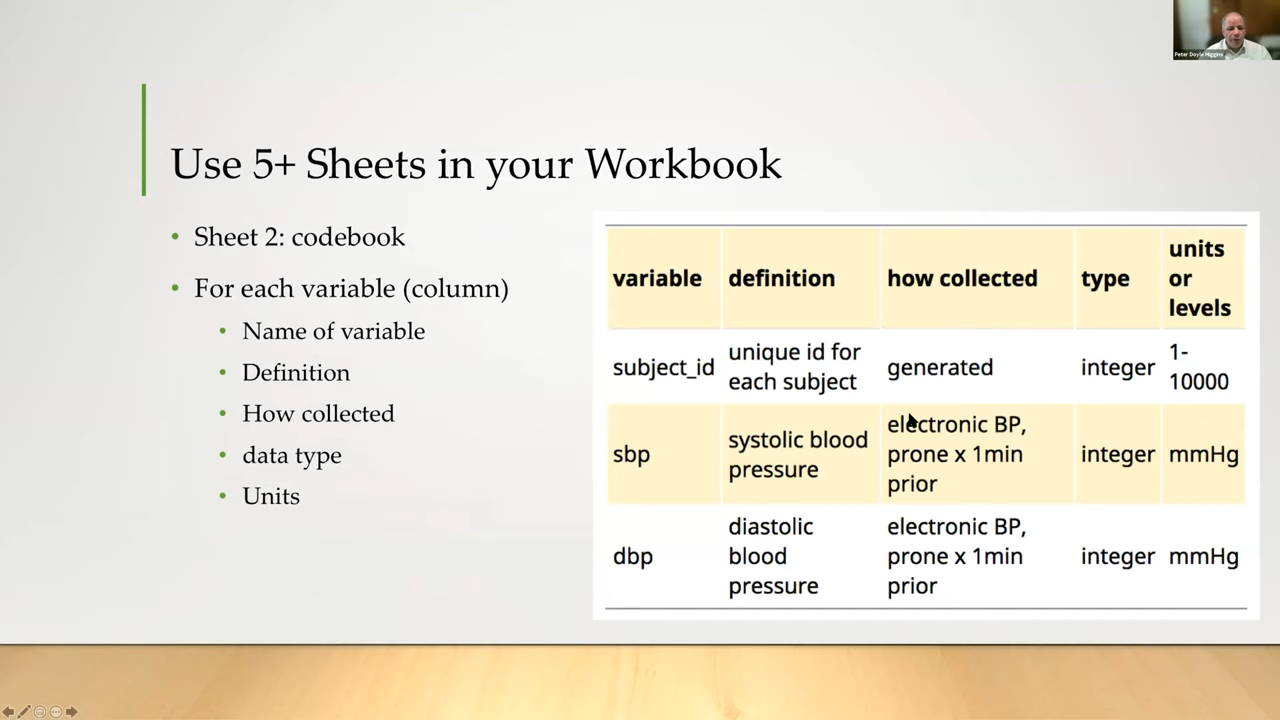 Peter Doyle Higgins
Use 5+ Sheets in your Workbook
• Sheet 2: codebook
• For each variable (column)
• Name of variable
• Definition
• How collected
• data type
• Units
variable definition how collected type units or levels
subject_id unique id for each subject generated integer 1-10000
sbp systolic blood pressure electronic BP, prone x 1min prior integer mmHg
dbp diastolic blood pressure electronic BP, prone x 1min prior integer mmHg